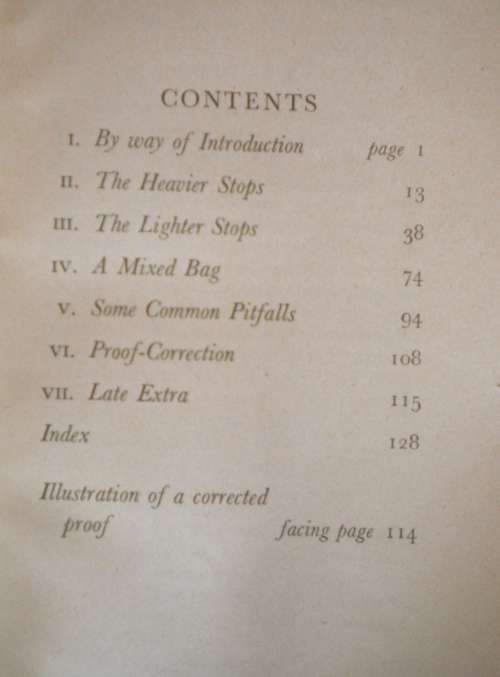 CONTENTS
I. By way of Introduction page 1
II. The Heavier Stops 13
III. The Lighter Stops 38
IV. A Mixed Bag 74
V. Some Common Pitfalls 94
VI. Proof-Correction 108
VII. Late Extra 115
Index 128
Illustration of a corrected
proof facing page 114